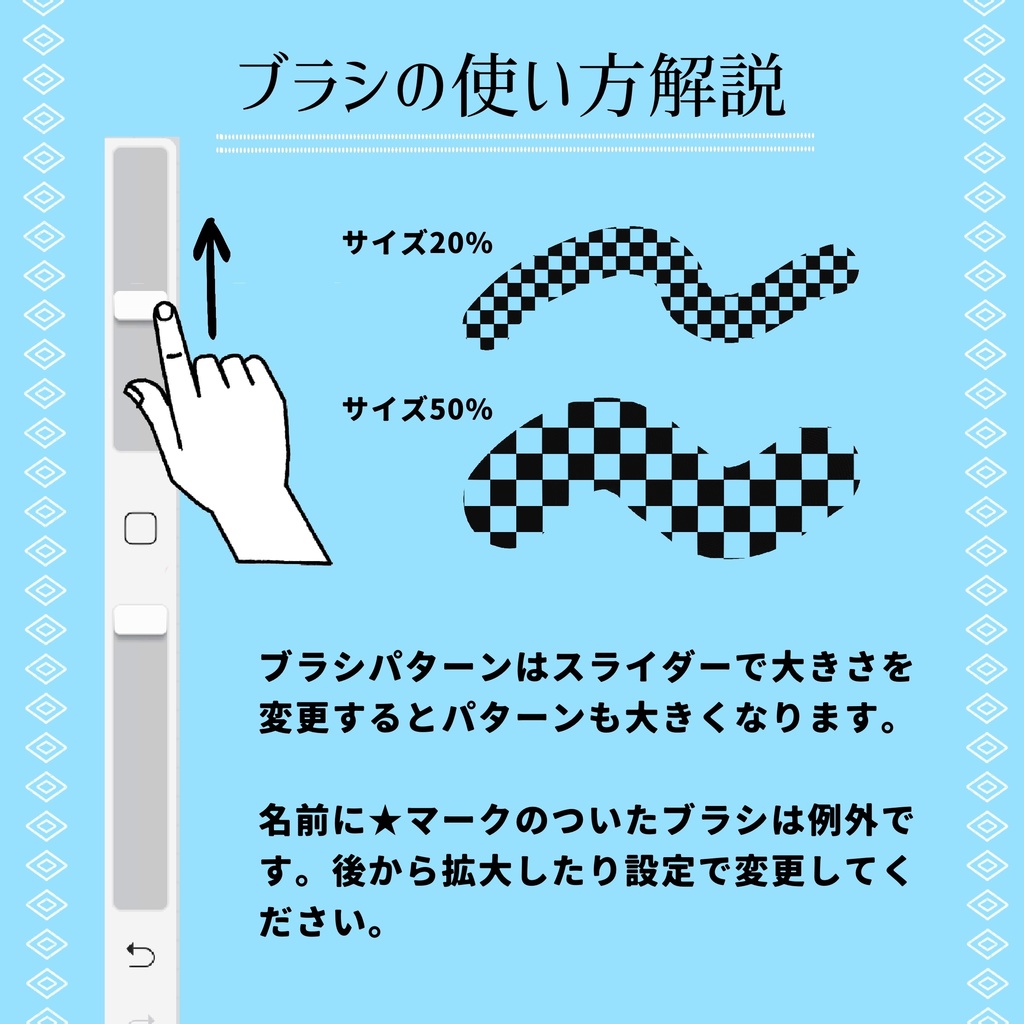 ブラシの使い方解説
サイズ20%
サイズ50%
ブラシパターンはスライダーで大きさを
変更するとパターンも大きくなります。
名前に★マークのついたブラシは例外で
す。後から拡大したり設定で変更してく
ださい。